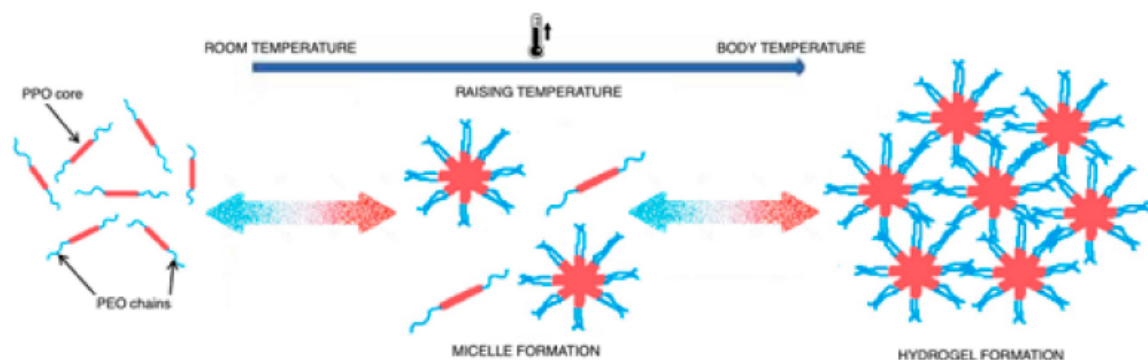 ROOM TEMPERATURE
BODY TEMPERATURE
RAISING TEMPERATURE
PPO core
PEO chains
MICELLE FORMATION
HYDROGEL FORMATION